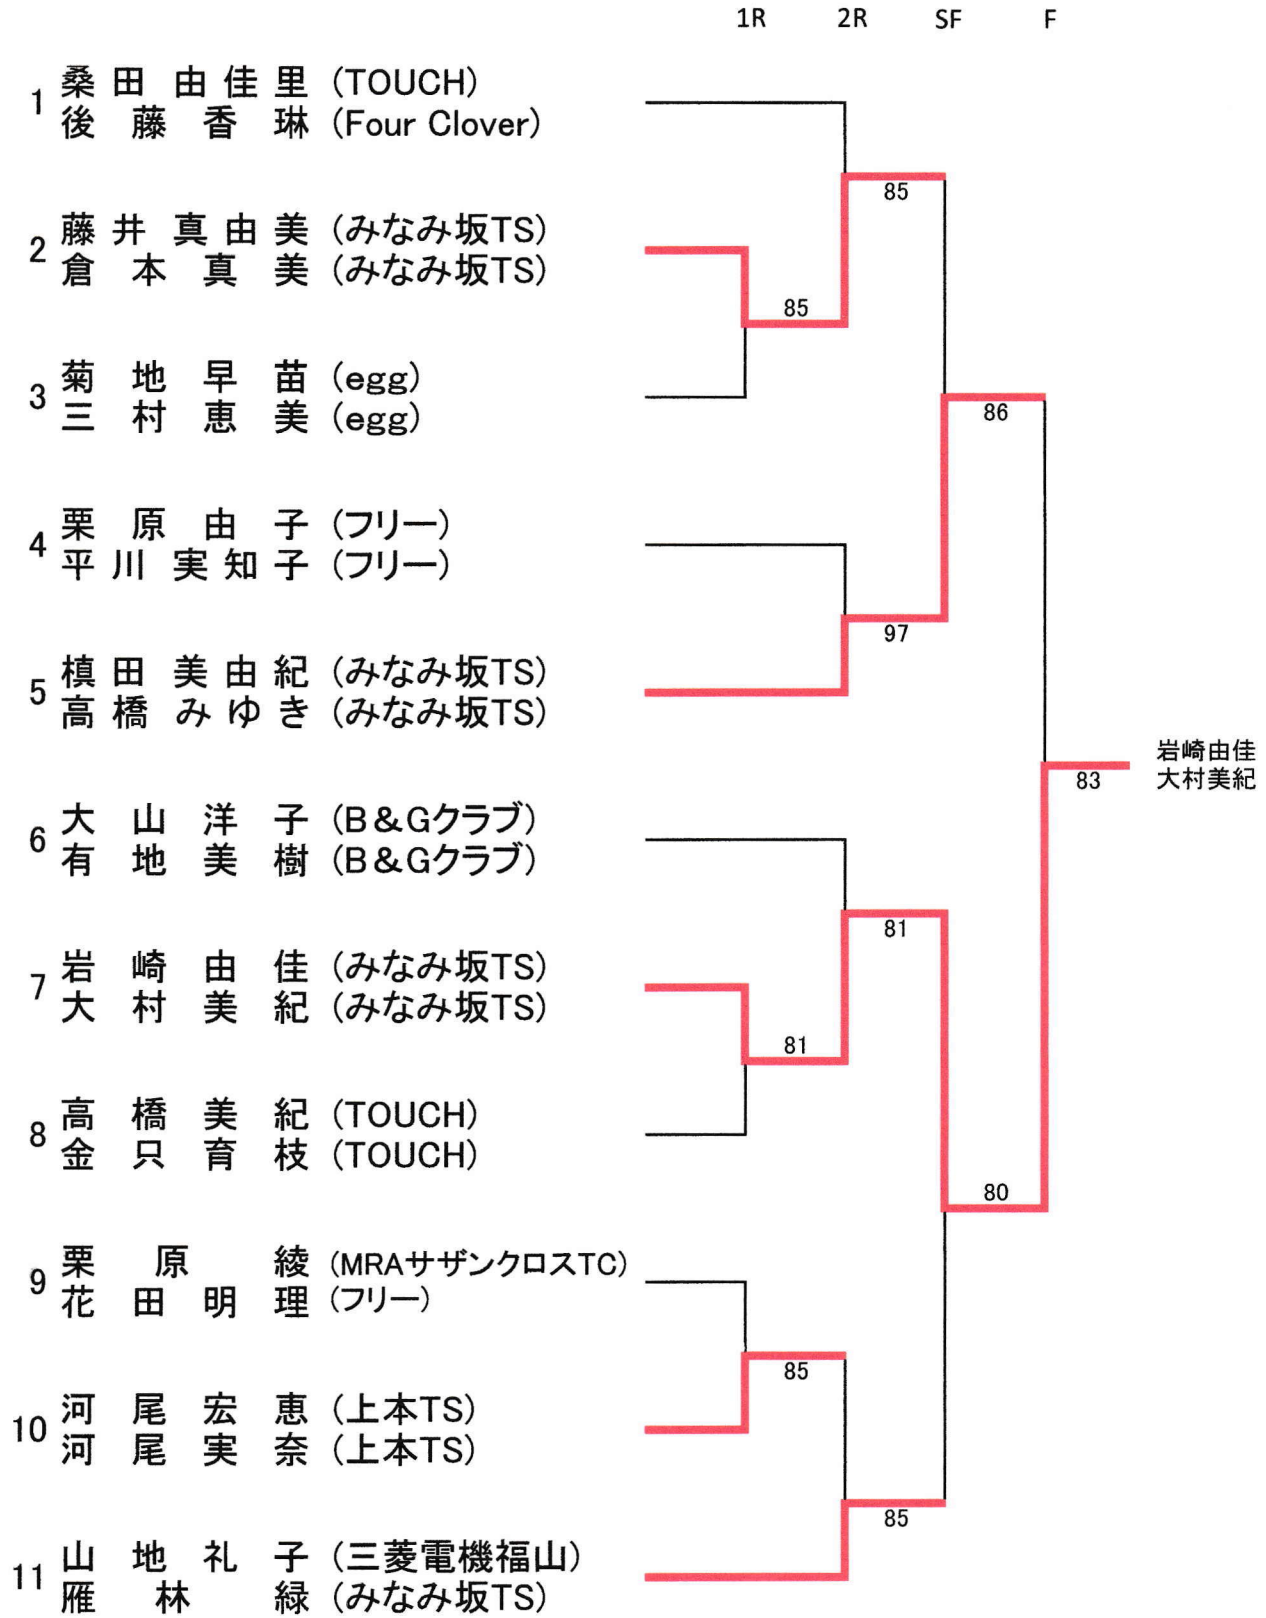 1R 2R SF F
1 桑田 由佳里 (TOUCH)
後藤香琳 (Four Clover)
85
2 藤井 真由美 (みなみ坂TS)
倉本真美 (みなみ坂TS)
85
3 菊地早苗 (egg)
三村恵美 (egg)
86
4 栗原由子 (フリー)
平川 実知子 (フリー)
97
5 槙田 美由紀 (みなみ坂TS)
高橋 みゆき (みなみ坂TS)
岩崎由佳
大村美紀
83
6 大山洋子 (B&Gクラブ)
有地美樹 (B&Gクラブ)
81
7 岩崎由佳 (みなみ坂TS)
大村美紀 (みなみ坂TS)
81
8 高橋美紀 (TOUCH)
金只育枝 (TOUCH)
80
9 栗原 綾 (MRAサザンクロスTC)
花田明理 (フリー)
85
10 河尾宏恵 (上本TS)
河尾実奈 (上本TS)
85
11 山地礼子 (三菱電機福山)
雁林 緑 (みなみ坂TS)